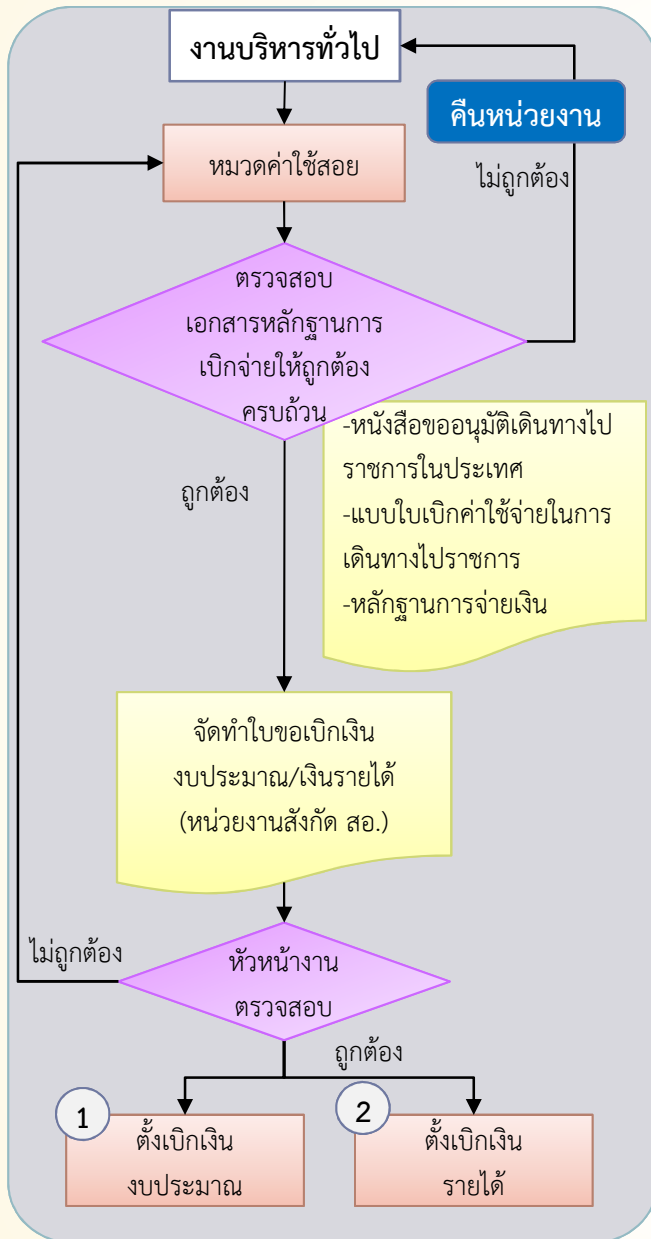 งานบริหารทั่วไป
คืนหน่วยงาน
หมวดค่าใช้สอย
ไม่ถูกต้อง
ตรวจสอบ
เอกสารหลักฐานการ
เบิกจ่ายให้ถูกต้อง
ครบถ้วน
-หนังสือขออนุมัติเดินทางไป
ราชการในประเทศ
-แบบใบเบิกค่าใช้จ่ายในการ
เดินทางไปราชการ
-หลักฐานการจ่ายเงิน
ถูกต้อง
จัดทำใบขอเบิกเงิน
งบประมาณ/เงินรายได้
(หน่วยงานสังกัด สอ.)
ไม่ถูกต้อง
หัวหน้างาน
ตรวจสอบ
ถูกต้อง
1
ตั้งเบิกเงิน
งบประมาณ
2
ตั้งเบิกเงิน
รายได้